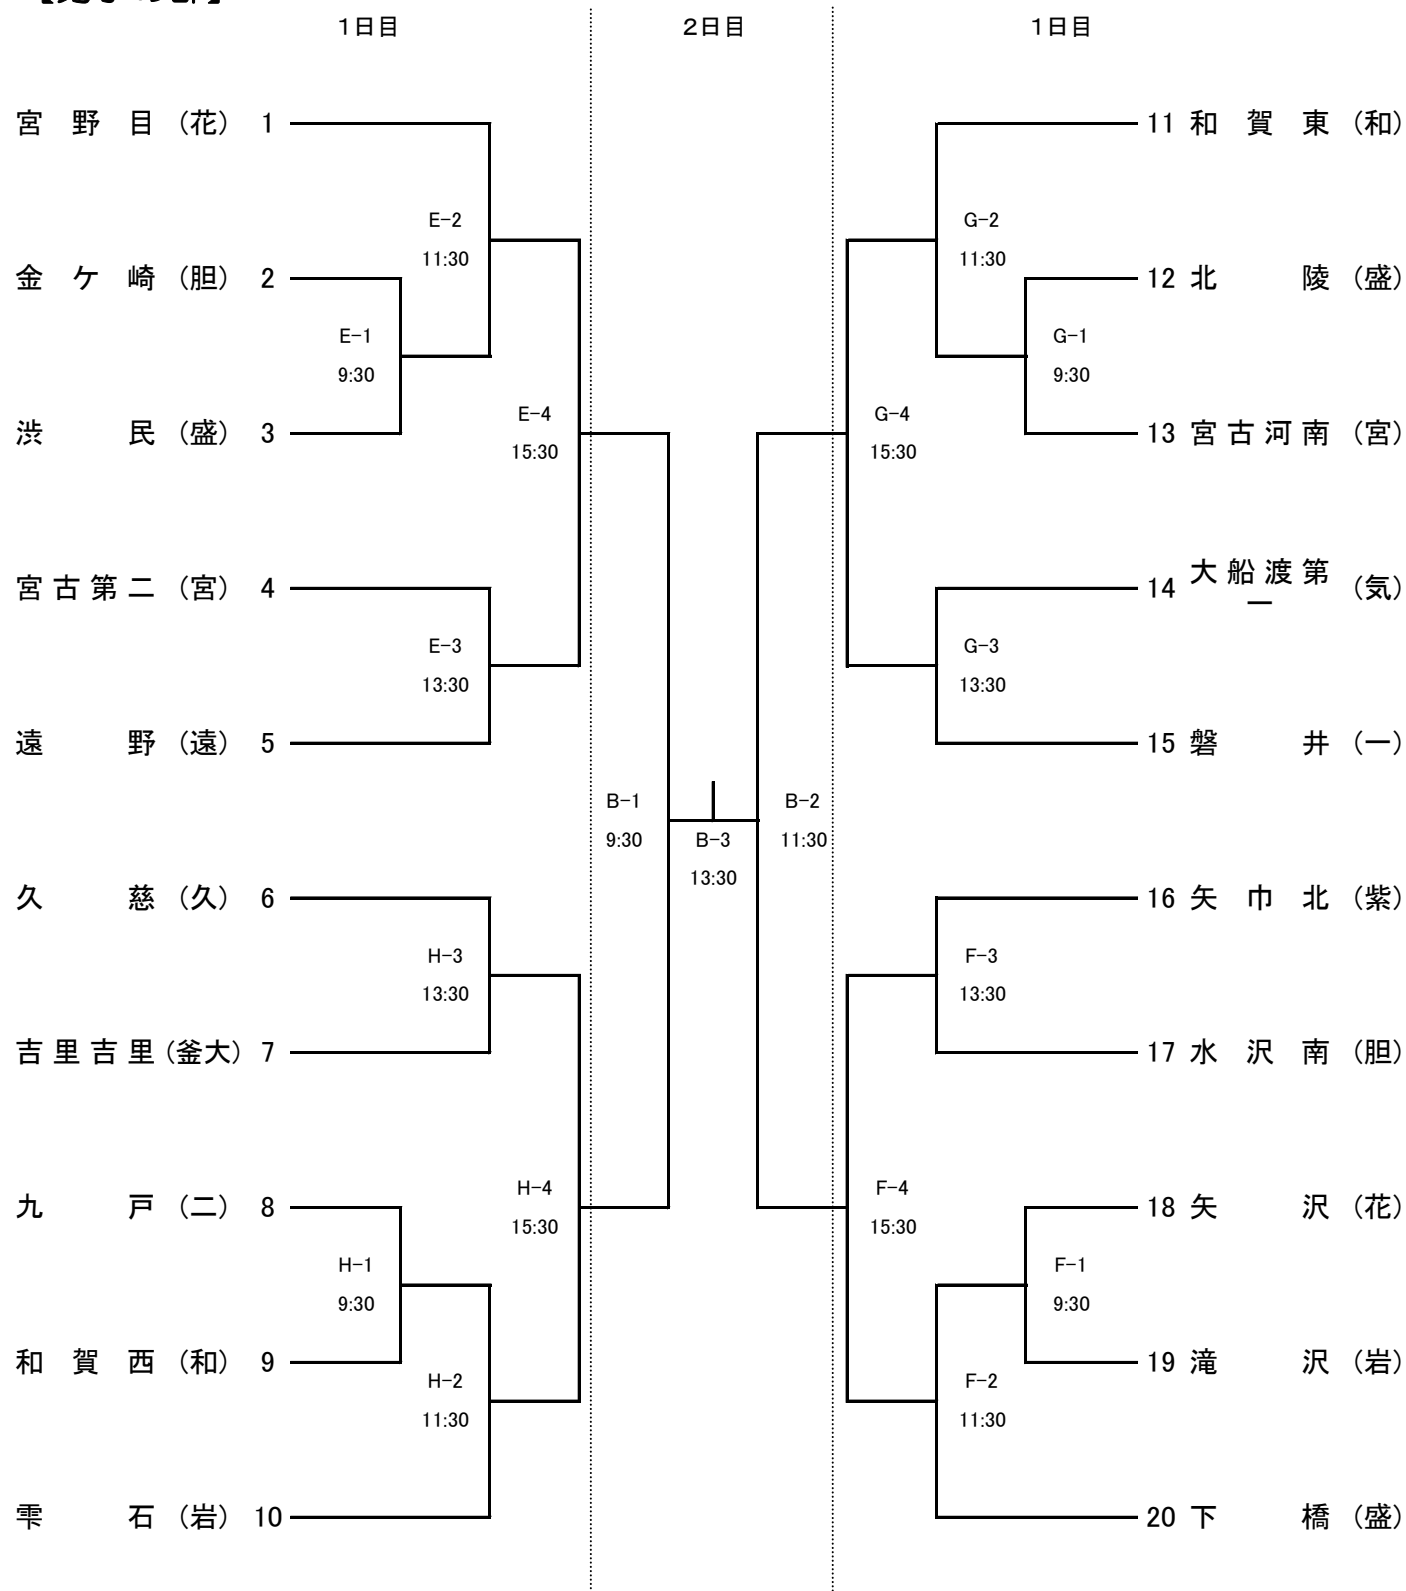 1日目 2日目 1日目
宮野目（花） 1
11 和賀東（和）
E-2
11:30
G-2
11:30
金ケ崎（胆） 2
12 北陵（盛）
E-1
9:30
G-1
9:30
渋民（盛） 3
13 宮古河南（宮）
E-4
15:30
G-4
15:30
宮古第二（宮） 4
14 大船渡第一（気）
E-3
13:30
G-3
13:30
遠野（遠） 5
15 磐井（一）
B-1
9:30
B-3
13:30
B-2
11:30
久慈（久） 6
16 矢巾北（紫）
H-3
13:30
F-3
13:30
吉里吉里（釜大） 7
17 水沢南（胆）
H-4
15:30
F-4
15:30
九戸（二） 8
18 矢沢（花）
H-1
9:30
F-1
9:30
和賀西（和） 9
19 滝沢（岩）
H-2
11:30
F-2
11:30
雫石（岩） 10
20 下橋（盛）